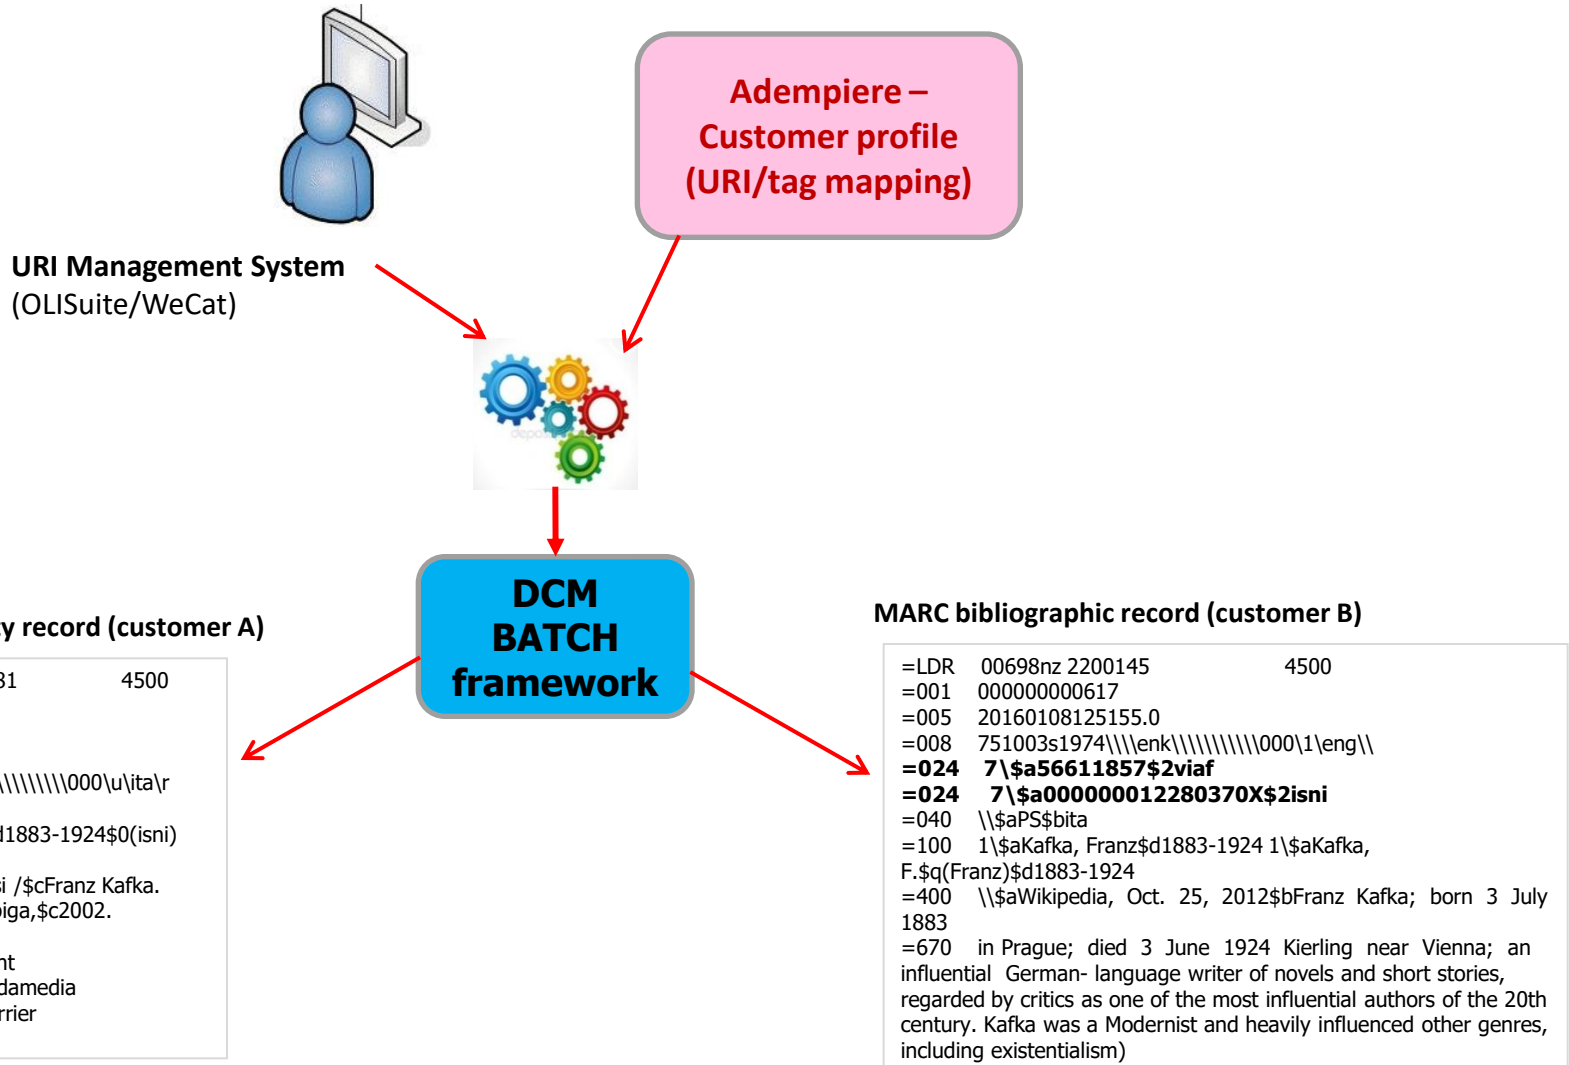 Adempiere –
Customer profile
(URI/tag mapping)
URI Management System
(OLISuite/WeCat)
DCM
BATCH
framework
record (customer A)
4500
\\\\\\\\\000\u\ita\r
d1883-1924$0(isni)
/$cFranz Kafka.
$c2002.
MARC bibliographic record (customer B)
=LDR 00698nz 2200145 4500
=001 000000000617
=005 20160108125155.0
=008 751003s1974\\\\enk\\\\\\\\\\\000\1\eng\\
=024 7\$a56611857$2viaf
=024 7\$a000000012280370X$2isni
=040 \\$aPS$bita
=100 1\$aKafka, Franz$d1883-1924 1\$aKafka,
F.$q(Franz)$d1883-1924
=400 \\$aWikipedia, Oct. 25, 2012$bFranz Kafka; born 3 July
1883
=670 in Prague; died 3 June 1924 Kierling near Vienna; an
influential German- language writer of novels and short stories,
regarded by critics as one of the most influential authors of the 20th
century. Kafka was a Modernist and heavily influenced other genres,
including existentialism)